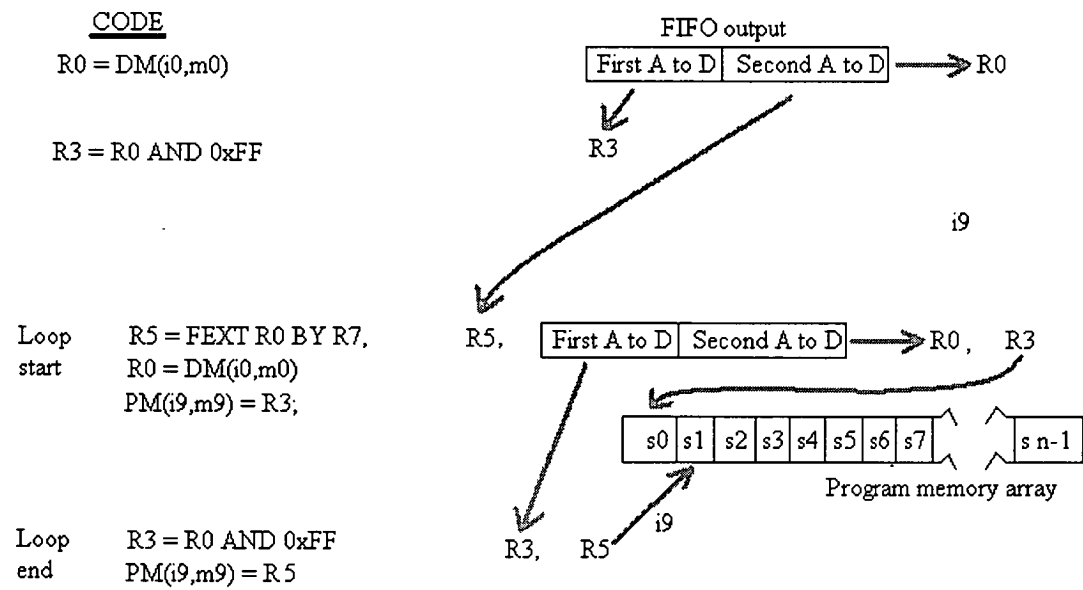 CODE
FIFO output
R0 = DM(i0,m0)
First A to D Second A to D R0
R3 = R0 AND 0xFF
R3
i9
Loop R5 = FEXT R0 BY R7,
R5, First A to D Second A to D R0 , R3
start R0 = DM(i0,m0)
PM(i9,m9) = R3;
s0 s1 s2 s3 s4 s5 s6 s7 s n-1
Program memory array
i9
Loop R3 = R0 AND 0xFF
R3, R5
end PM(i9,m9) = R5